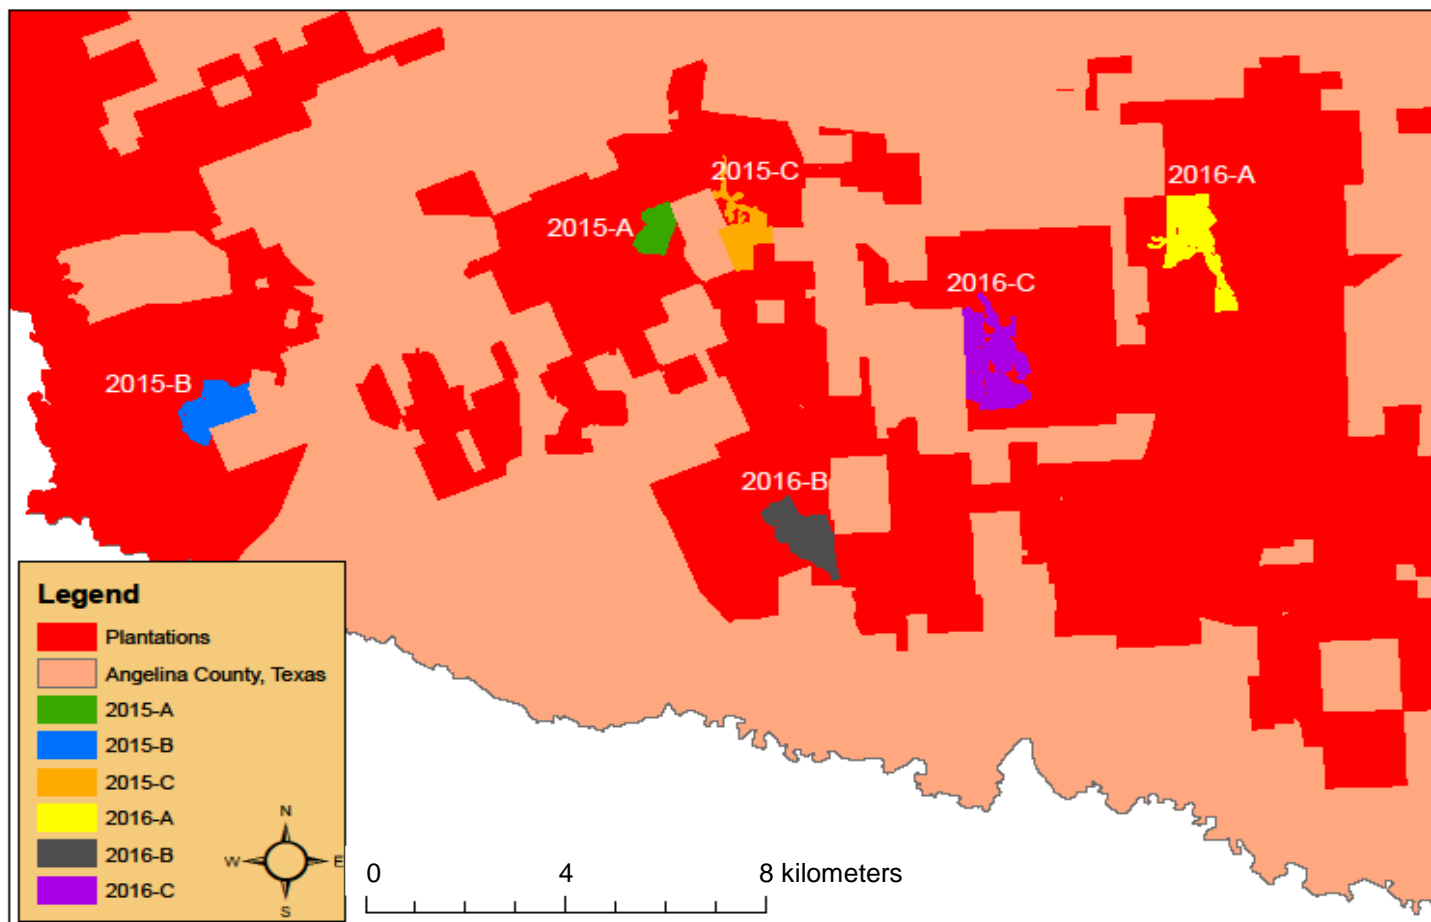 2015-C
2016-A
2015-A
2016-C
2015-B
2016-B
Legend
Plantations
Angelina County, Texas
2015-A
2015-B
2015-C
2016-A
2016-B
2016-C
N
W E
S
0 4 8 kilometers